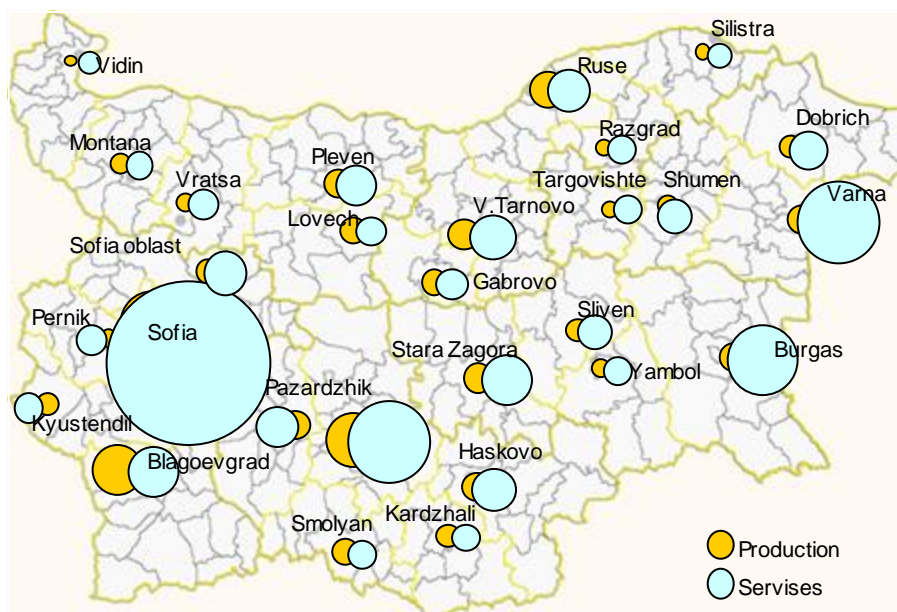 Silistra
Vidin
Ruse
Dobrich
Montana
Razgrad
Pleven
Vratsa
Targovishte
Shumen
Varna
Lovech
V.Tarnovo
Sofia oblast
Gabrovo
Pernik
Sofia
Sliven
Stara Zagora
Burgas
Yambol
Pazardzhik
Kyustendil
Blagoevgrad
Haskovo
Smolyan
Kardzhali
Production
Servises